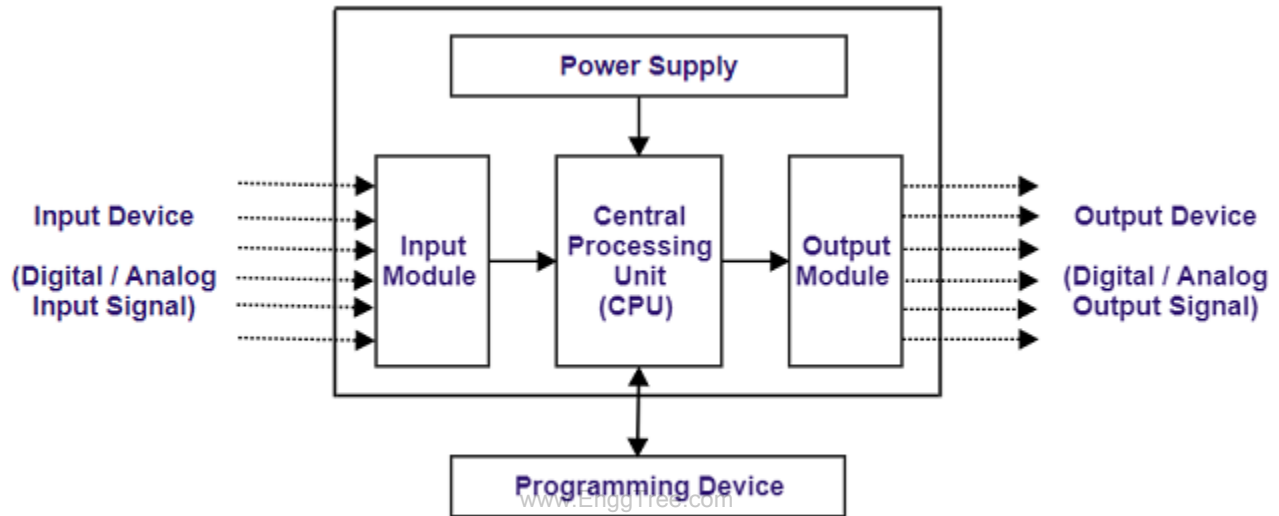 Power Supply
Input Device
(Digital / Analog
Input Signal)
Input
Module
Central
Processing
Unit
(CPU)
Output
Module
Output Device
(Digital / Analog
Output Signal)
Programming Device
www.EnggTree.com